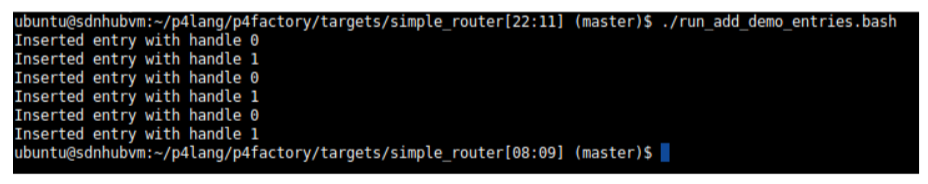 ubuntu@sdnhubvm:~/p4lang/p4factory/targets/simple_router[22:11] (master)$ ./run_add_demo_entries.bash
Inserted entry with handle 0
Inserted entry with handle 1
Inserted entry with handle 0
Inserted entry with handle 1
Inserted entry with handle 0
Inserted entry with handle 1
ubuntu@sdnhubvm:~/p4lang/p4factory/targets/simple_router[08:09] (master)$